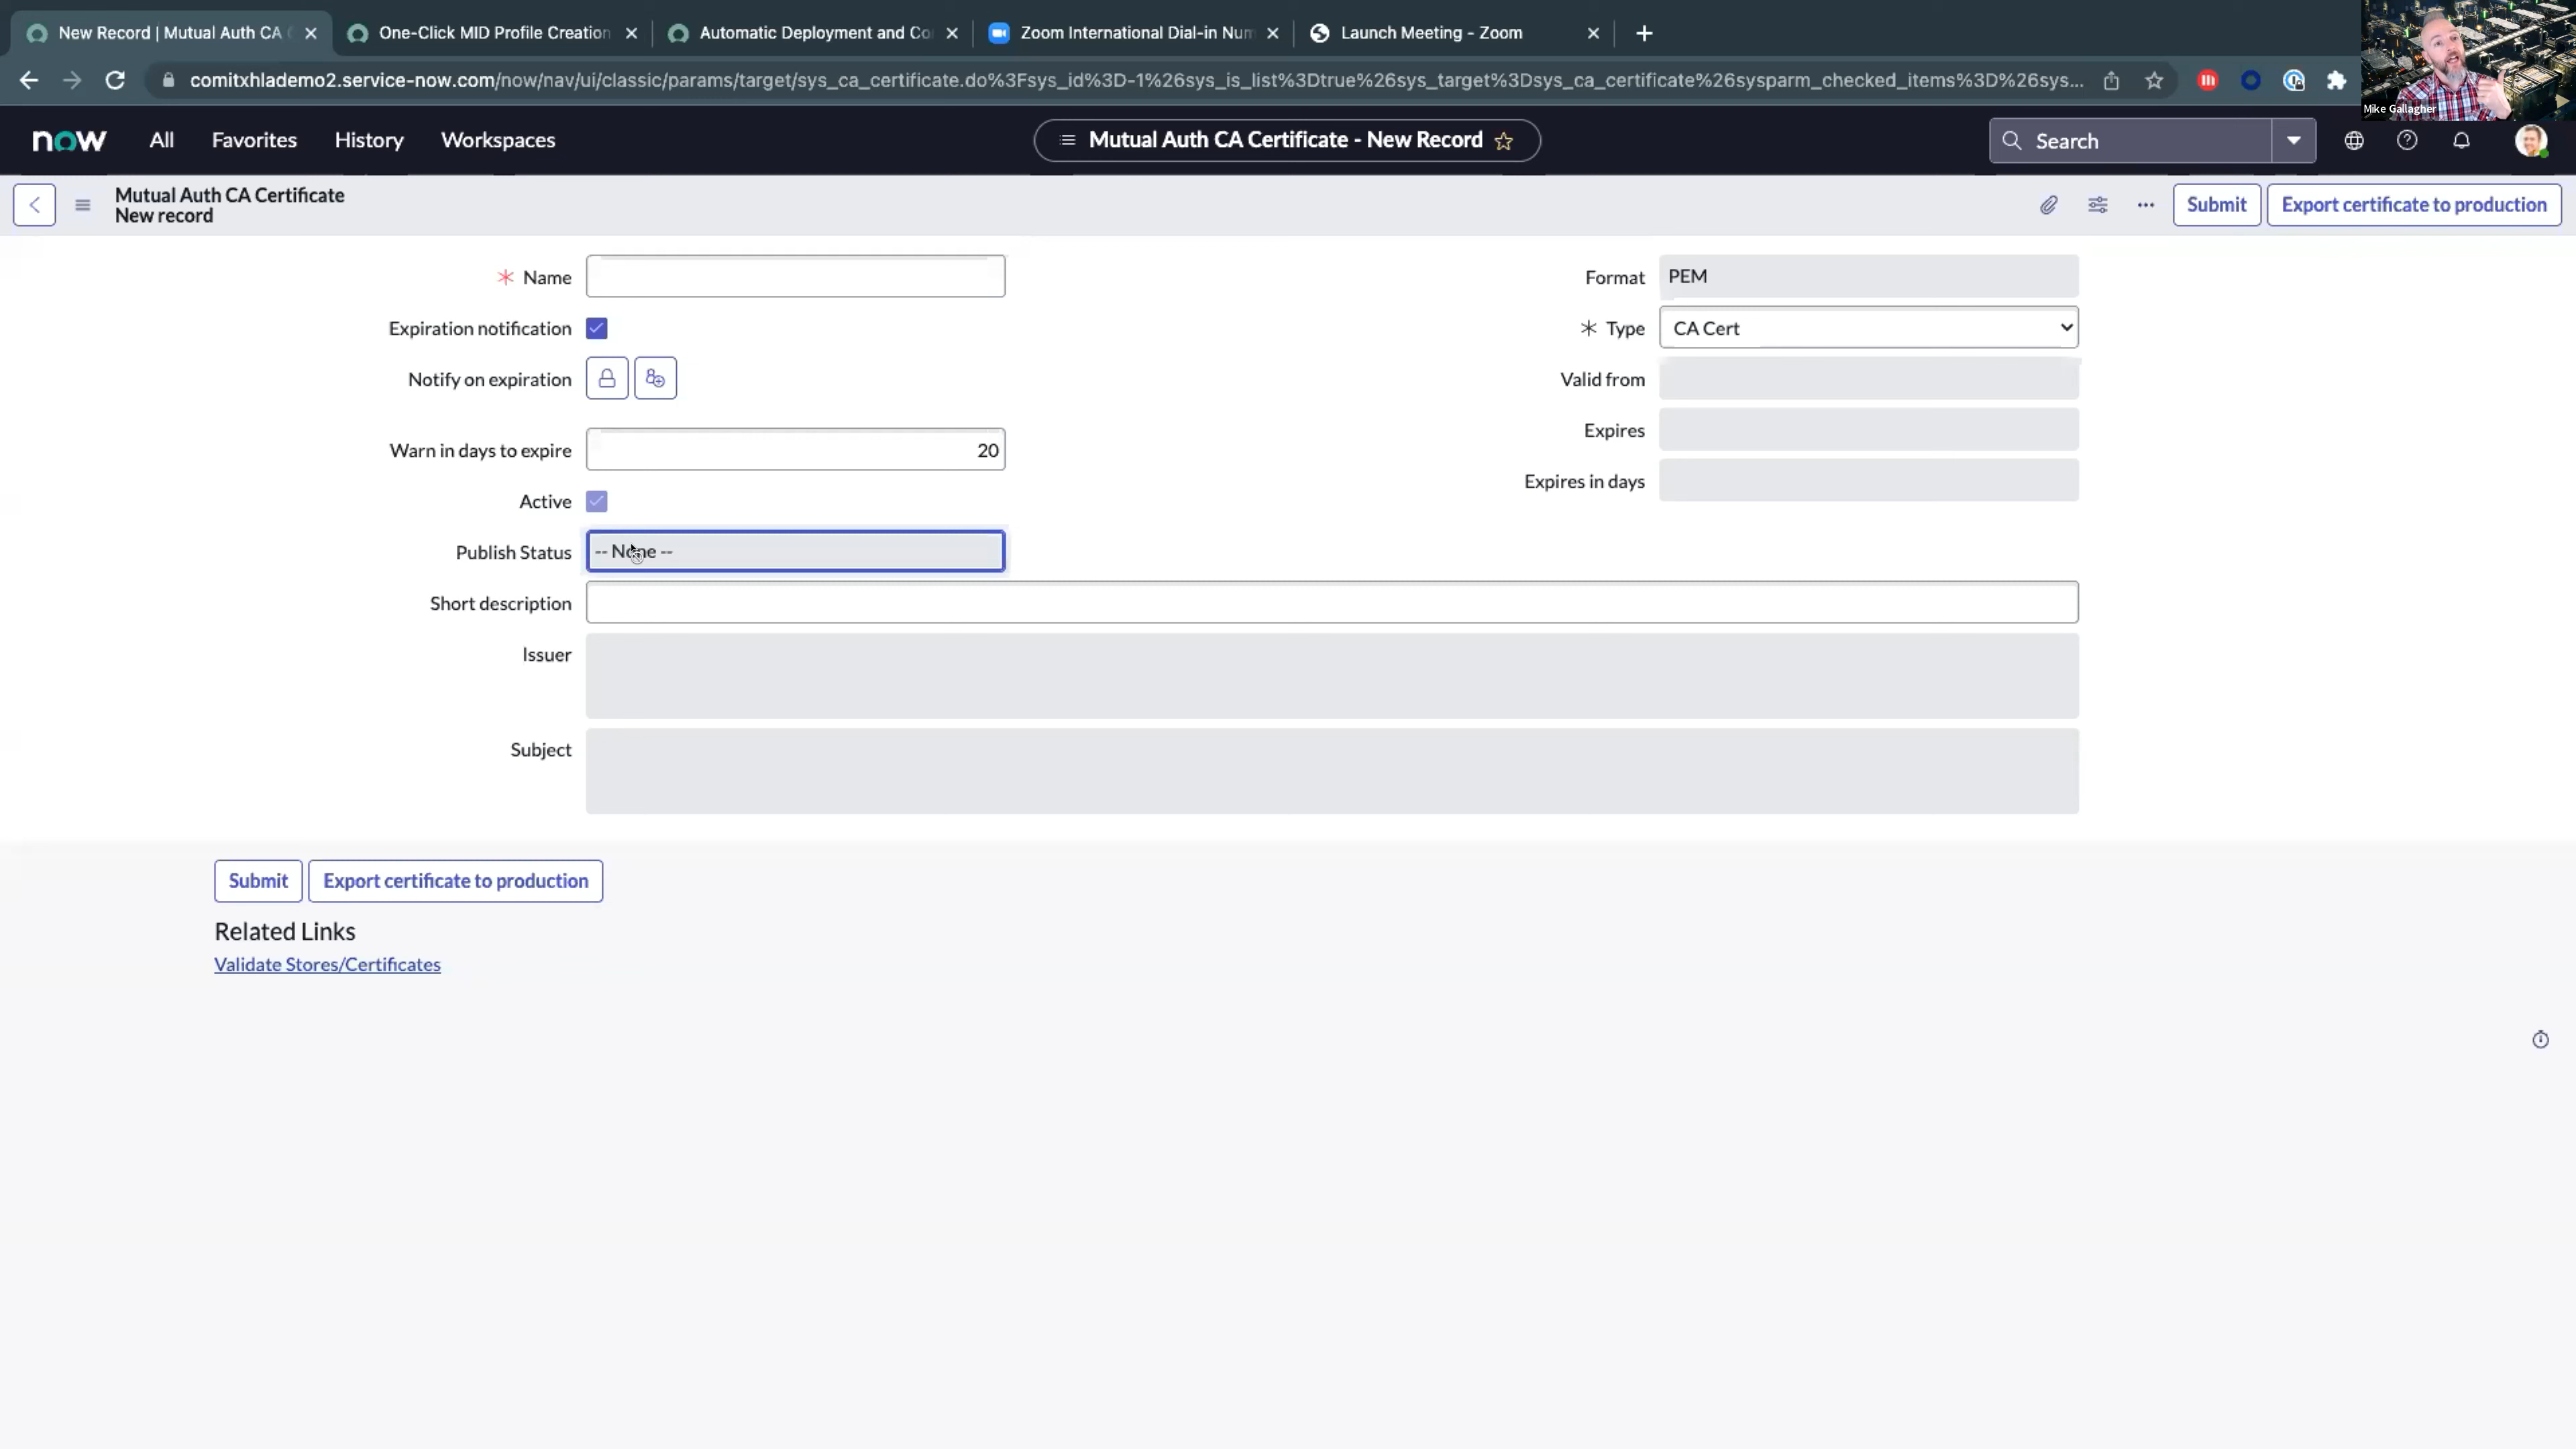 New Record | Mutual Auth CA
One-Click MID Profile Creation
Automatic Deployment and Co
Zoom International Dial-in Num
Launch Meeting - Zoom
comitxhlademo2.service-now.com/now/nav/ui/classic/params/target/sys_ca_certificate.do%3Fsys_id%3D-1%26sys_is_list%3Dtrue%26sys_target%3Dsys_ca_certificate%26sysparm_checked_items%3D%26sys...
Mike Gallagher
now
All
Favorites
History
Workspaces
Mutual Auth CA Certificate - New Record
Search
Mutual Auth CA Certificate
New record
Submit
Export certificate to production
* Name
Format
PEM
Expiration notification
* Type
CA Cert
Notify on expiration
Valid from
Expires
Warn in days to expire
20
Expires in days
Active
Publish Status
-- None --
Short description
Issuer
Subject
Submit
Export certificate to production
Related Links
Validate Stores/Certificates